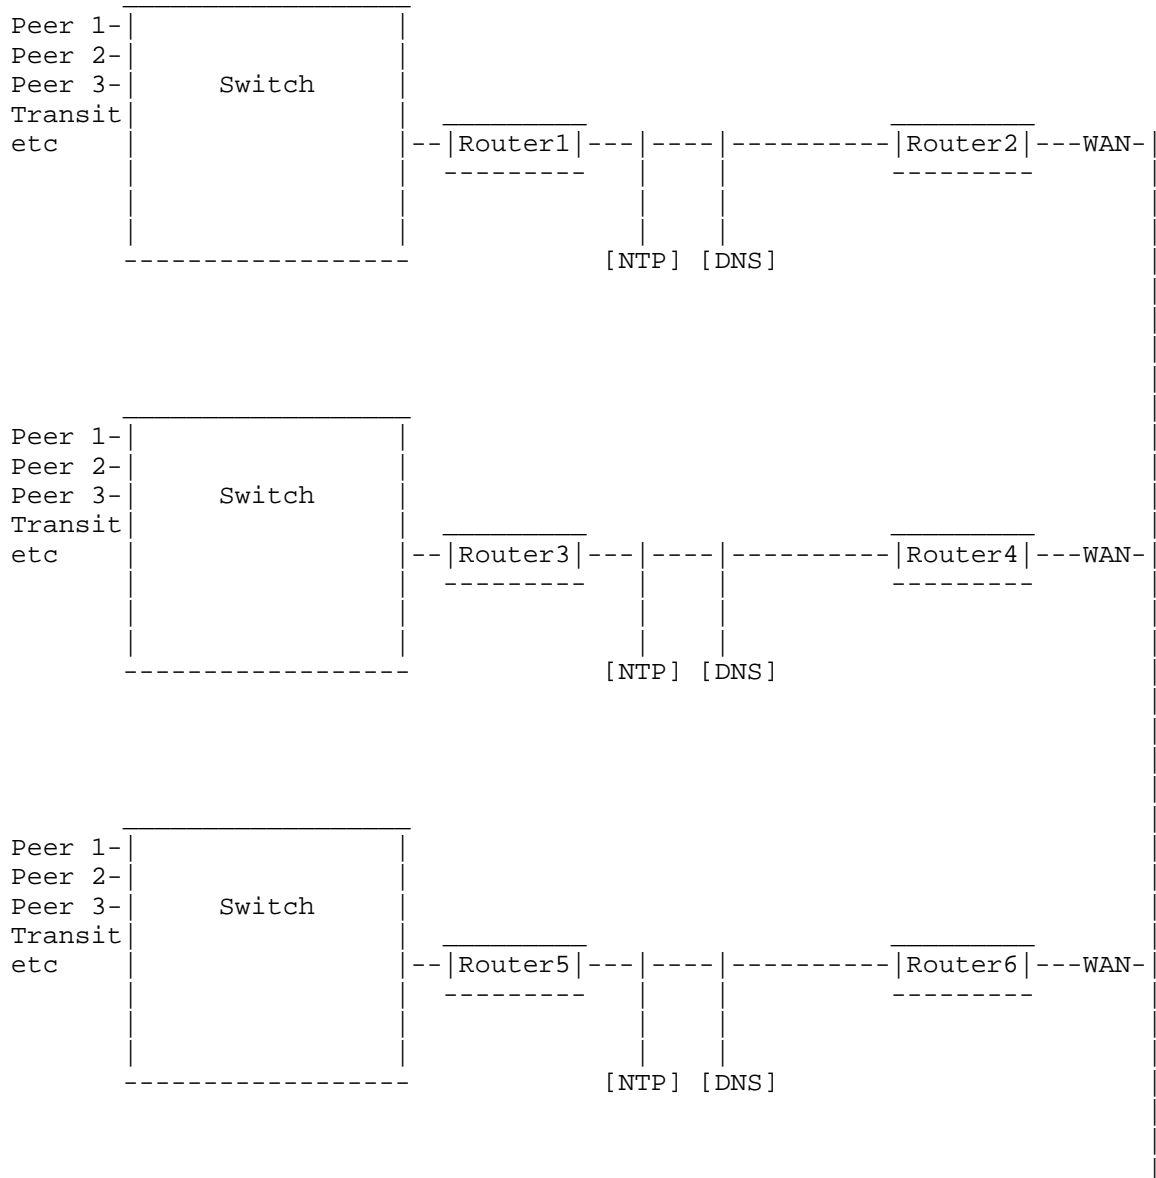 Peer 1-
Peer 2-
Peer 3- Switch
Transit
etc --|Router1|---|----|----------|Router2|---WAN-|
[NTP] [DNS]
Peer 1-
Peer 2-
Peer 3- Switch
Transit
etc --|Router3|---|----|----------|Router4|---WAN-|
[NTP] [DNS]
Peer 1-
Peer 2-
Peer 3- Switch
Transit
etc --|Router5|---|----|----------|Router6|---WAN-|
[NTP] [DNS]